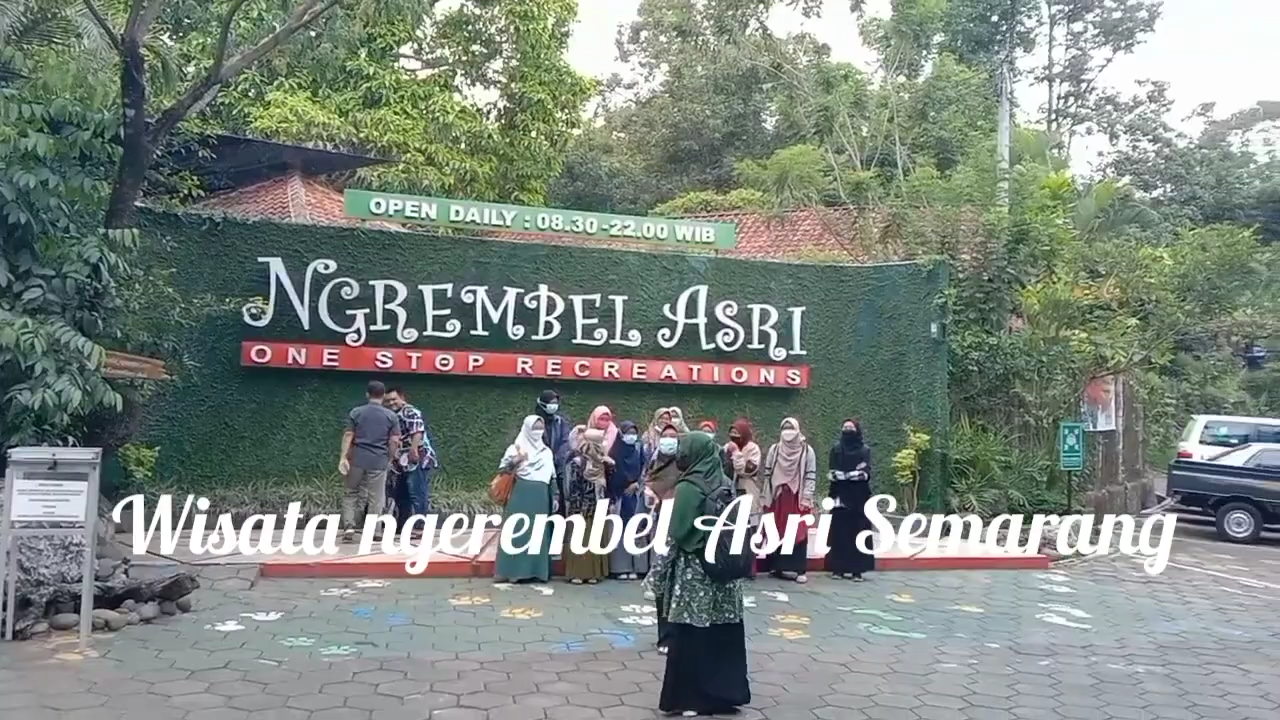 OPEN DAILY : 08.30-22.00 WIB
NGREMBEL ASRI
ONE STOP RECREATIONS
Wisata ngerembel Asri Semarang